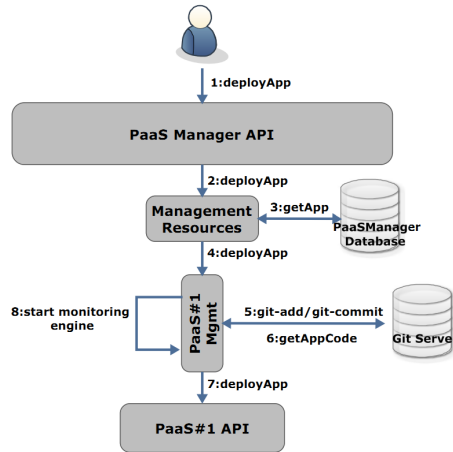 1:deployApp
PaaS Manager API
2:deployApp
Management
Resources
3:getApp
PaaSManager
Database
4:deployApp
8:start monitoring
engine
PaaS#1
Mgmt
5:git-add/git-commit
6:getAppCode
Git Serve
7:deployApp
PaaS#1 API